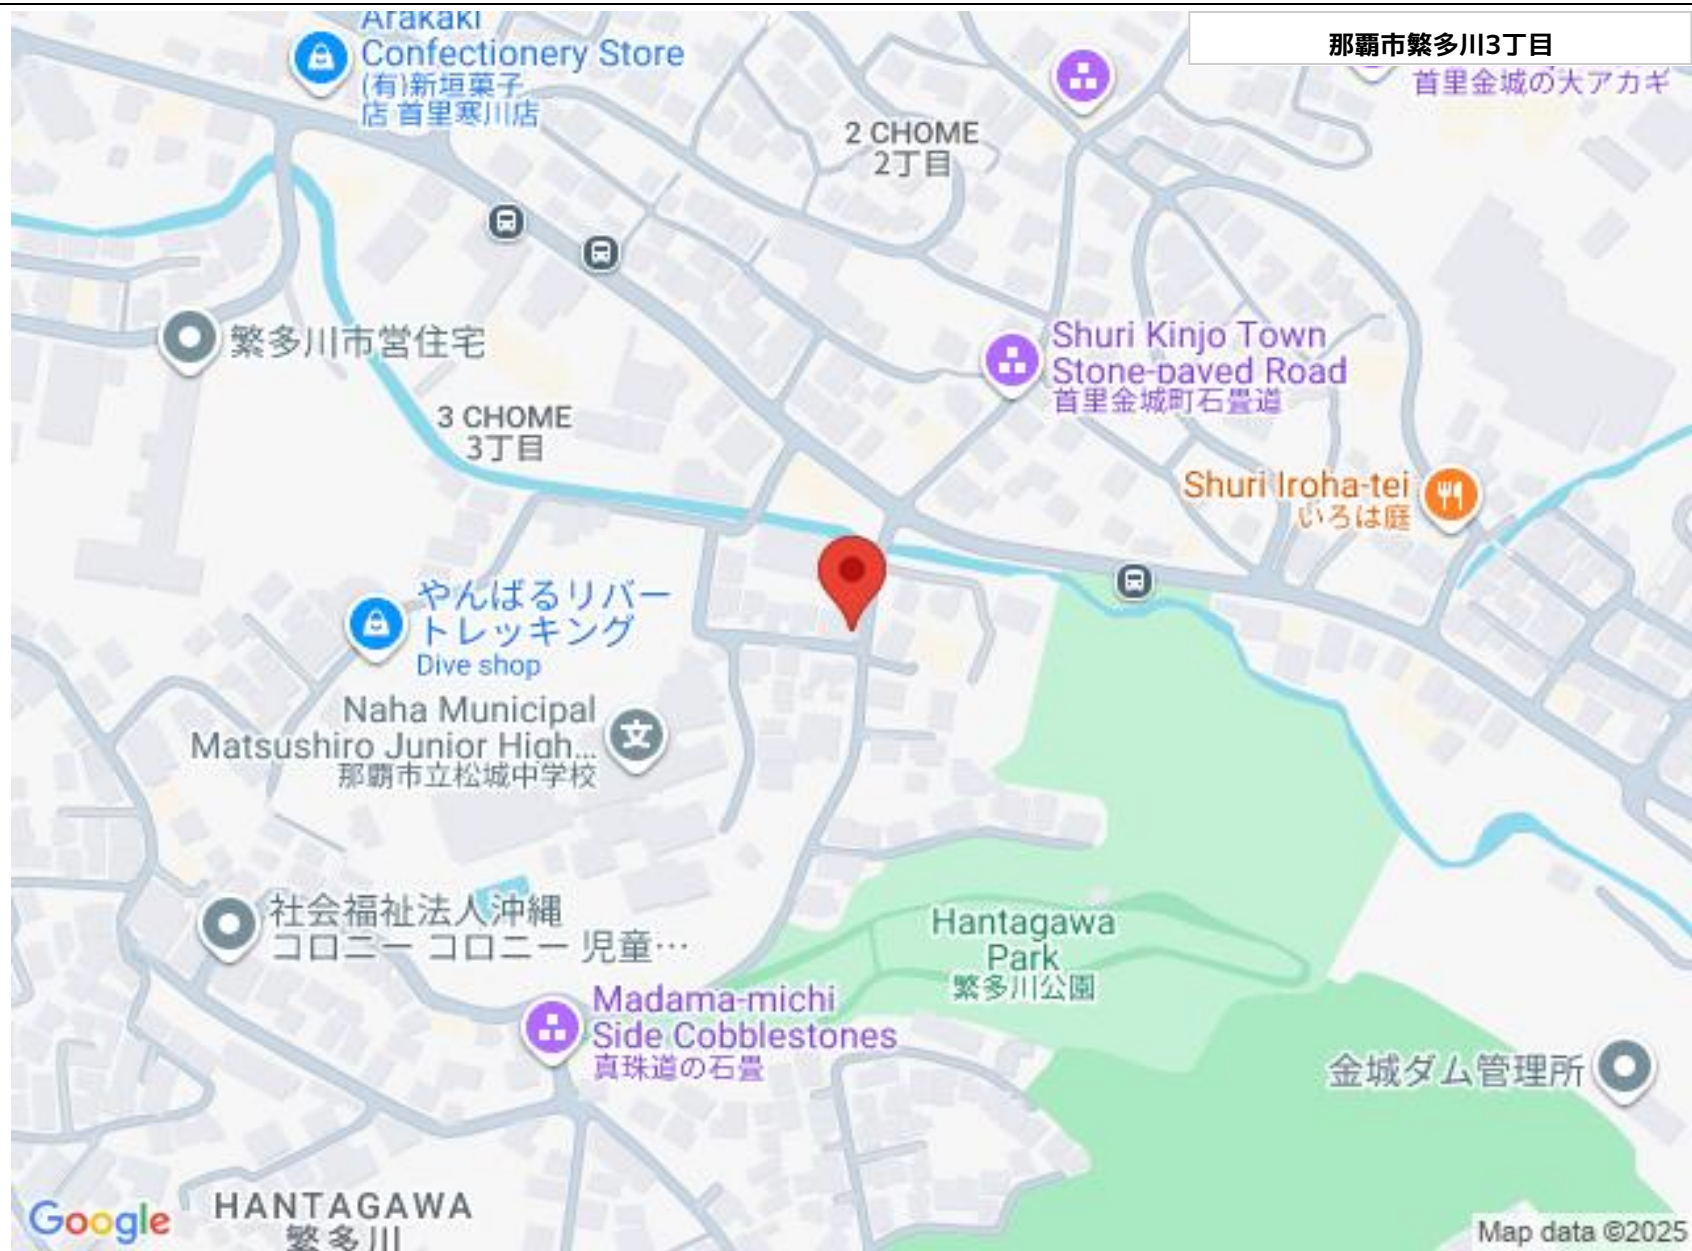 那覇市繁多川3丁目
Arakaki
Confectionery Store
(有)新垣菓子
店 首里寒川店
首里金城の大アカギ
2 CHOME
2丁目
繁多川市営住宅
Shuri Kinjo Town
Stone-paved Road
首里金城町石畳道
3 CHOME
3丁目
Shuri Iroha-tei
いろは庭
やんばるリバー
トレッキング
Dive shop
Naha Municipal
Matsushiro Junior High...
那覇市立松城中学校
社会福祉法人沖縄
コロニー コロニー 児童…
Hantagawa
Park
繁多川公園
Madama-michi
Side Cobblestones
真珠道の石畳
金城ダム管理所
HANTAGAWA
繁多川
Google
Map data ©2025